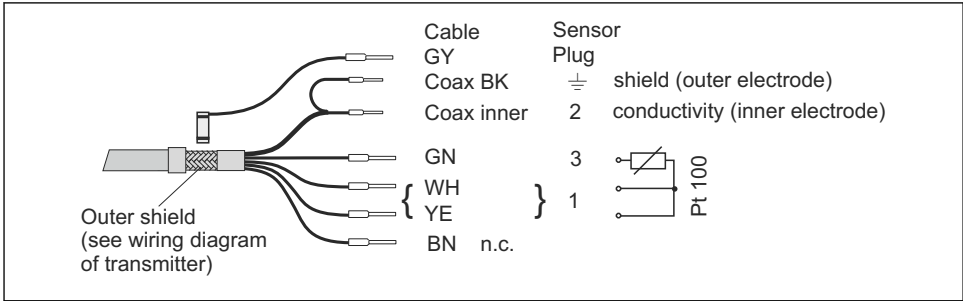 Cable Sensor
GY Plug
Coax BK ⏚ shield (outer electrode)
Coax inner 2 conductivity (inner electrode)
GN 3
{ WH } 1
YE
BN n.c.
Pt 100
Outer shield
(see wiring diagram
of transmitter)